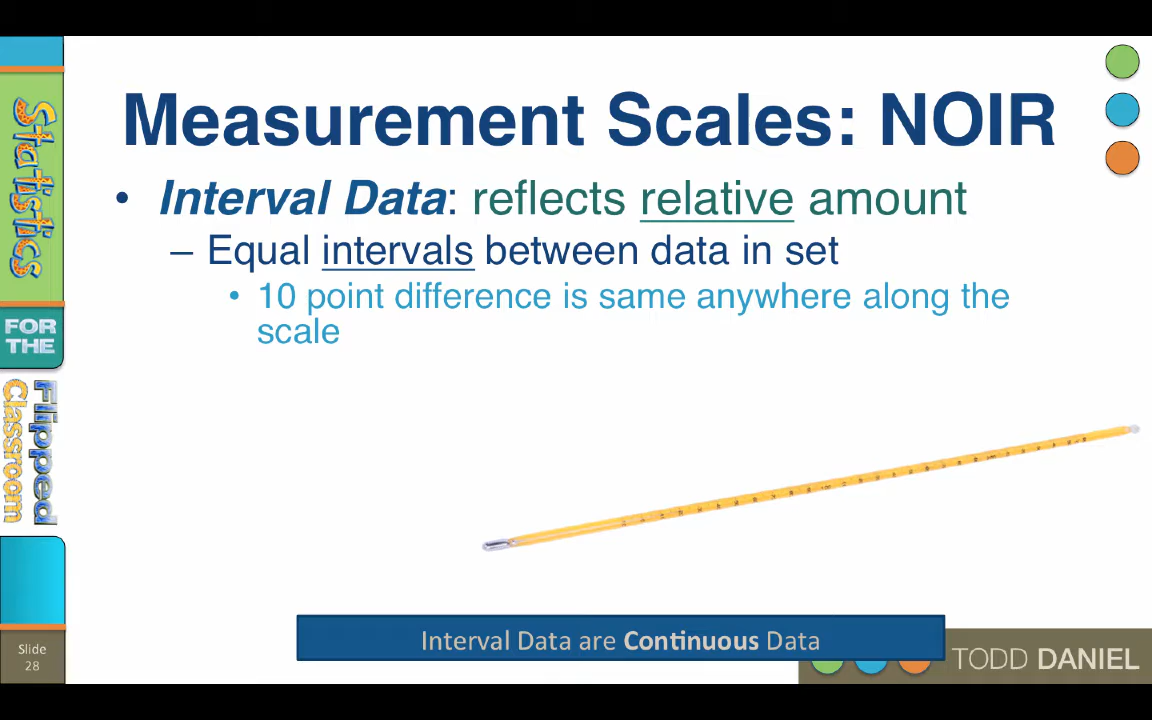 Measurement Scales: NOIR
• Interval Data: reflects relative amount
– Equal intervals between data in set
• 10 point difference is same anywhere along the
scale
Interval Data are Continuous Data
Statistics
FOR
THE
Flipped
Classroom
Slide
28
TODD DANIEL